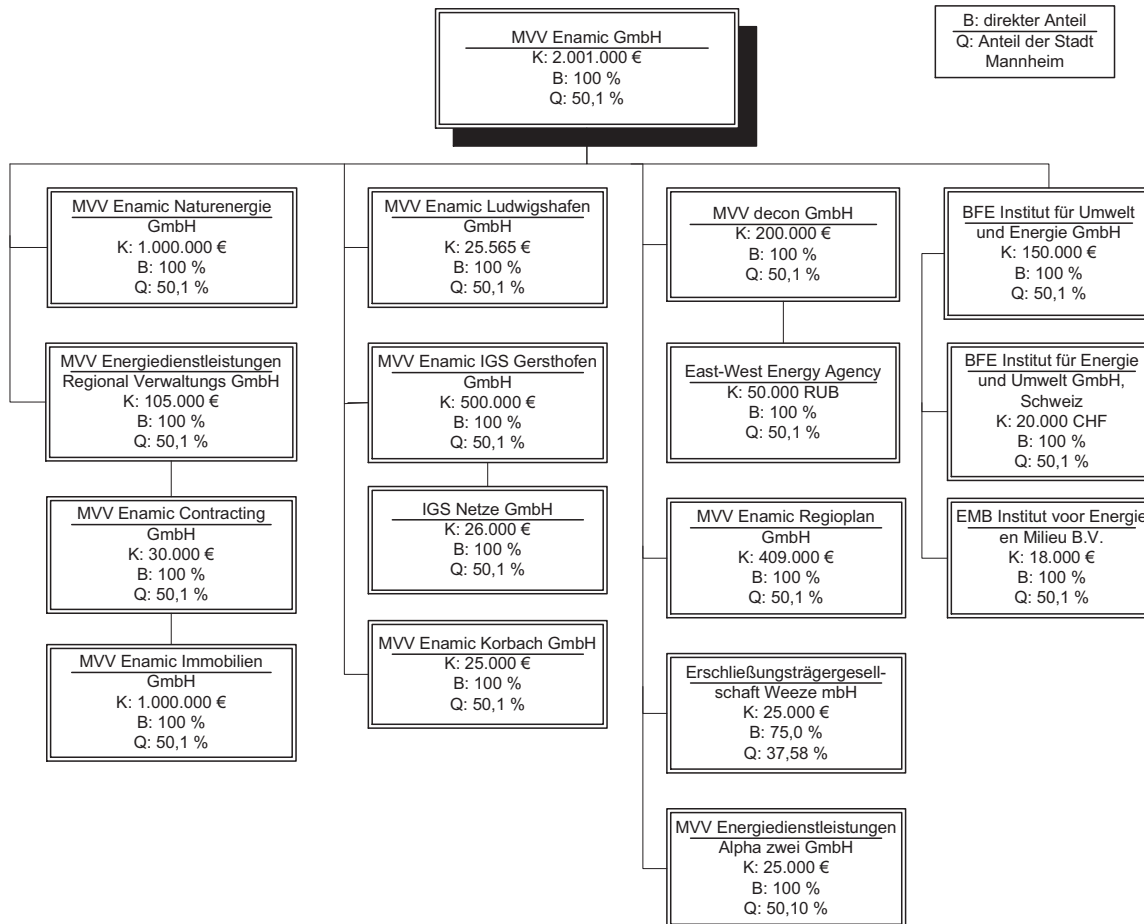 MVV Enamic GmbH
K: 2.001.000 €
B: 100 %
Q: 50,1 %
B: direkter Anteil
Q: Anteil der Stadt
Mannheim
MVV Enamic Naturenergie
GmbH
K: 1.000.000 €
B: 100 %
Q: 50,1 %
MVV Energiedienstleistungen
Regional Verwaltungs GmbH
K: 105.000 €
B: 100 %
Q: 50,1 %
MVV Enamic Contracting
GmbH
K: 30.000 €
B: 100 %
Q: 50,1 %
MVV Enamic Immobilien
GmbH
K: 1.000.000 €
B: 100 %
Q: 50,1 %
MVV Enamic Ludwigshafen
GmbH
K: 25.565 €
B: 100 %
Q: 50,1 %
MVV Enamic IGS Gersthofen
GmbH
K: 500.000 €
B: 100 %
Q: 50,1 %
IGS Netze GmbH
K: 26.000 €
B: 100 %
Q: 50,1 %
MVV Enamic Korbach GmbH
K: 25.000 €
B: 100 %
Q: 50,1 %
MVV decon GmbH
K: 200.000 €
B: 100 %
Q: 50,1 %
East-West Energy Agency
K: 50.000 RUB
B: 100 %
Q: 50,1 %
MVV Enamic Regioplan
GmbH
K: 409.000 €
B: 100 %
Q: 50,1 %
Erschließungsträgergesell-
schaft Weeze mbH
K: 25.000 €
B: 75,0 %
Q: 37,58 %
MVV Energiedienstleistungen
Alpha zwei GmbH
K: 25.000 €
B: 100 %
Q: 50,10 %
BFE Institut für Umwelt
und Energie GmbH
K: 150.000 €
B: 100 %
Q: 50,1 %
BFE Institut für Energie
und Umwelt GmbH,
Schweiz
K: 20.000 CHF
B: 100 %
Q: 50,1 %
EMB Institut voor Energie
en Milieu B.V.
K: 18.000 €
B: 100 %
Q: 50,1 %